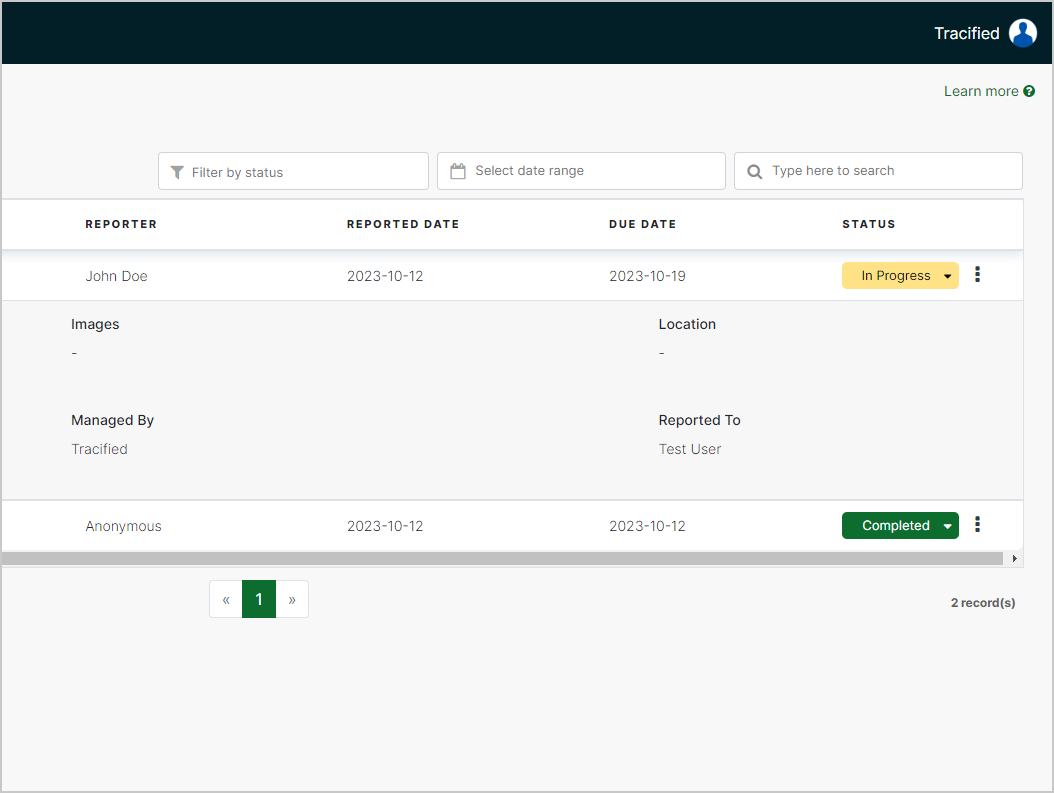 Tracified
Learn more ?
Filter by status Select date range Type here to search
REPORTER REPORTED DATE DUE DATE STATUS
John Doe 2023-10-12 2023-10-19 In Progress
Images Location
- -
Managed By Reported To
Tracified Test User
Anonymous 2023-10-12 2023-10-12 Completed
« 1 »
2 record(s)